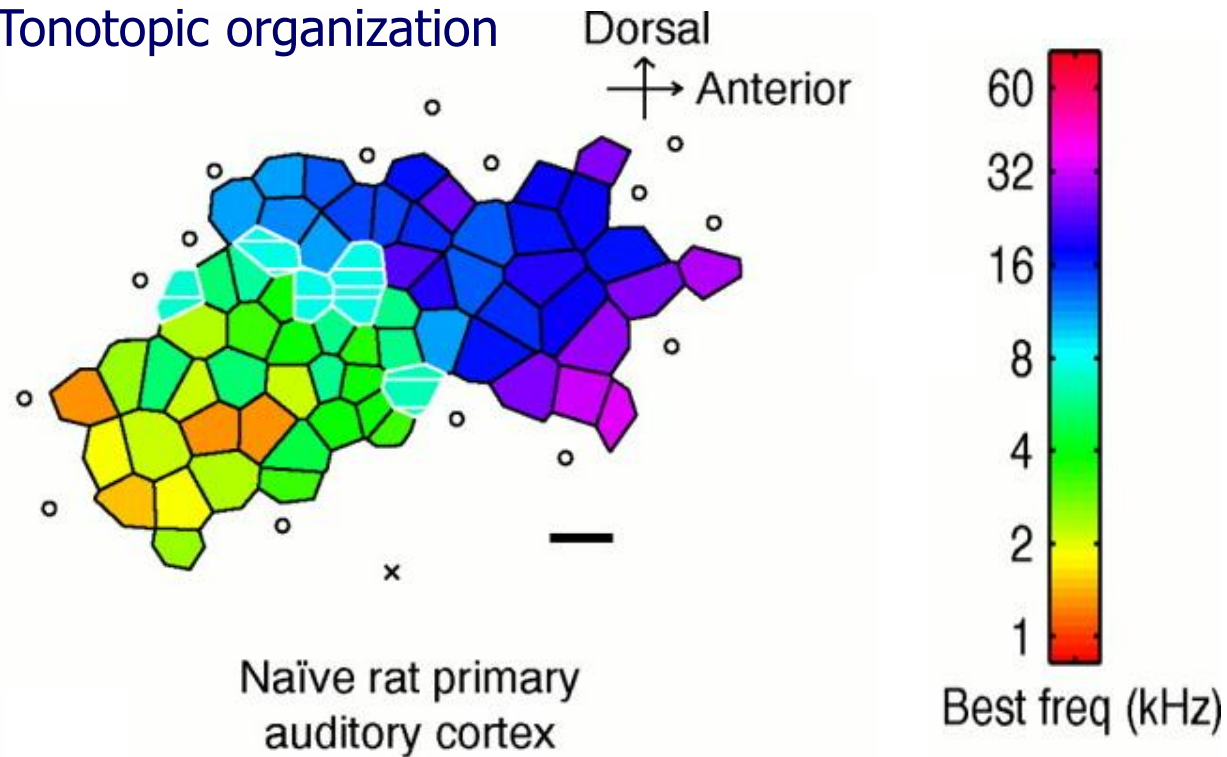 Tonotopic organization
Dorsal
Anterior
60
32
16
8
4
2
1
Best freq (kHz)
Naïve rat primary
auditory cortex